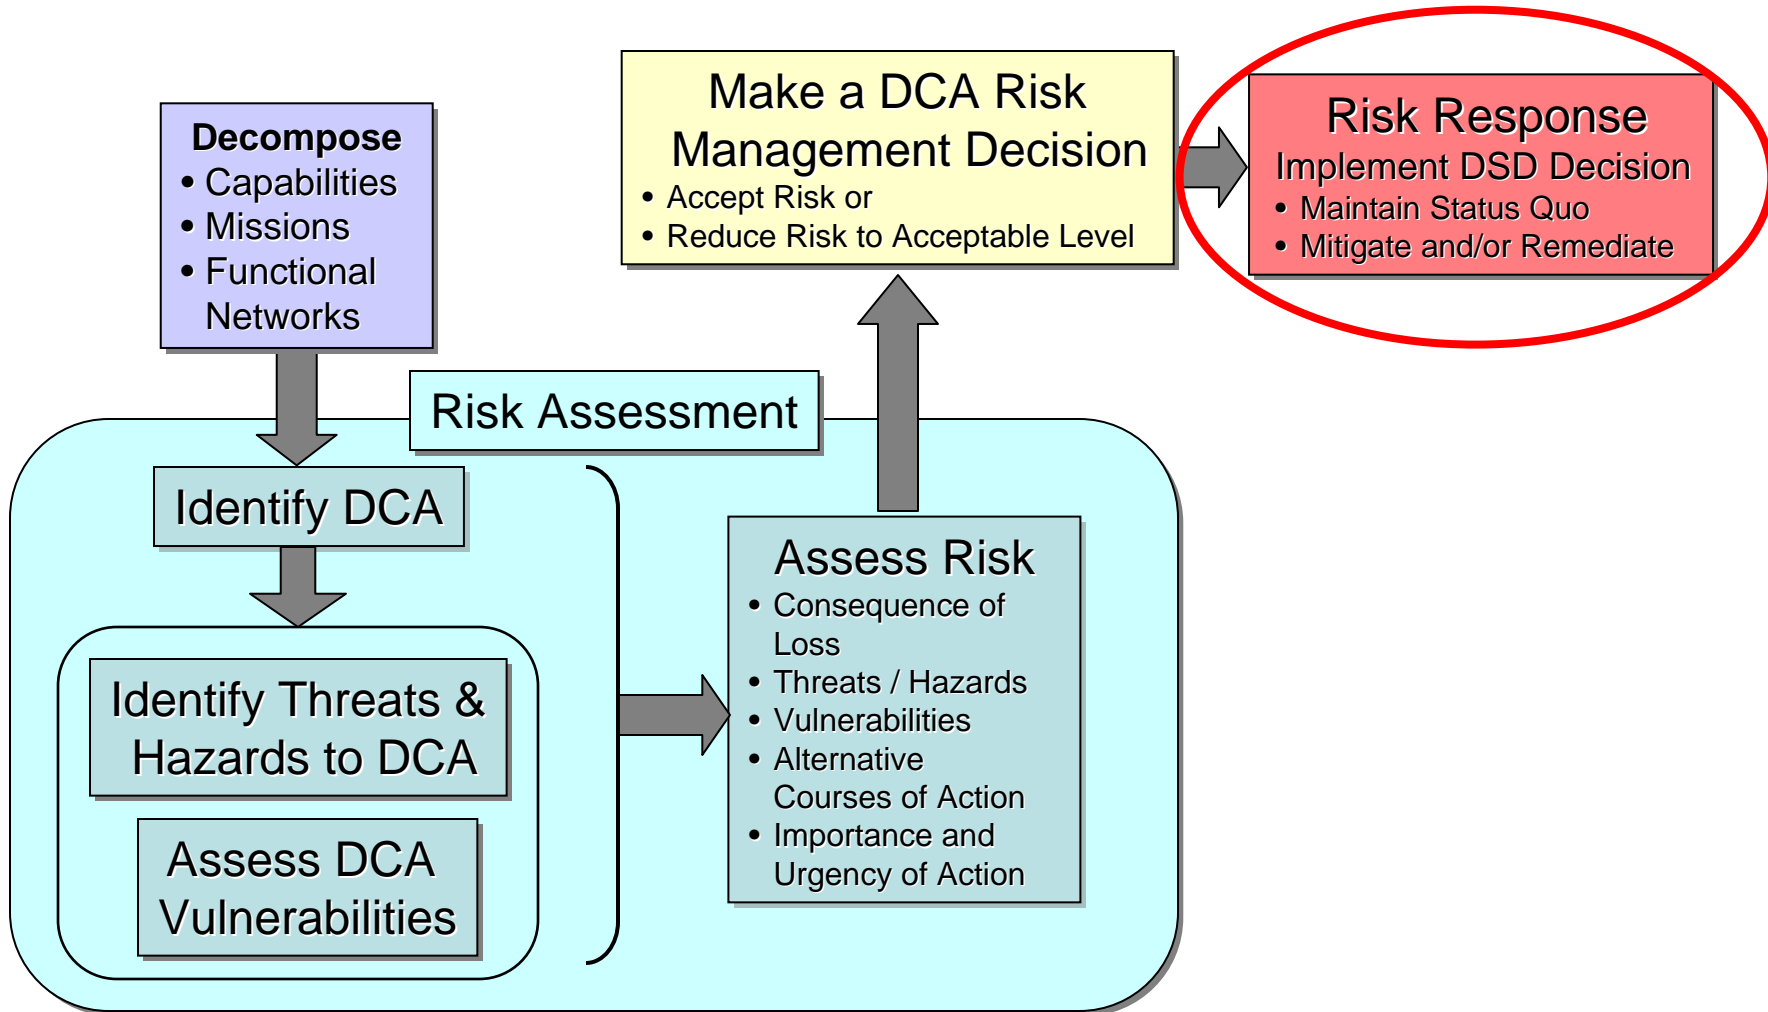 Decompose
• Capabilities
• Missions
• Functional
Networks
Make a DCA Risk
Management Decision
• Accept Risk or
• Reduce Risk to Acceptable Level
Risk Response
Implement DSD Decision
• Maintain Status Quo
• Mitigate and/or Remediate
Risk Assessment
Identify DCA
Identify Threats &
Hazards to DCA
Assess DCA
Vulnerabilities
Assess Risk
• Consequence of
Loss
• Threats / Hazards
• Vulnerabilities
• Alternative
Courses of Action
• Importance and
Urgency of Action